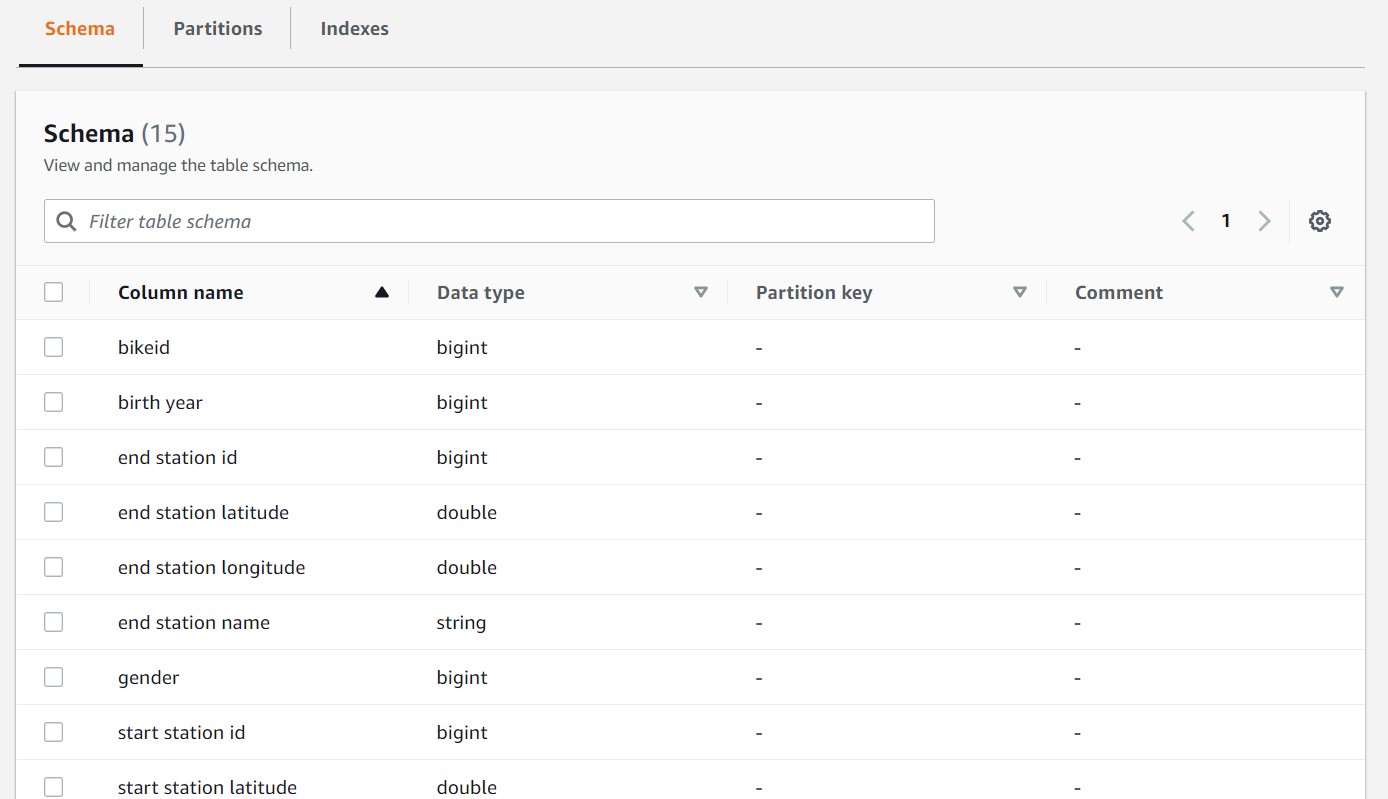 Schema Partitions Indexes
Schema (15)
View and manage the table schema.
Filter table schema 1
Column name Data type Partition key Comment
bikeid bigint - -
birth year bigint - -
end station id bigint - -
end station latitude double - -
end station longitude double - -
end station name string - -
gender bigint - -
start station id bigint - -
start station latitude double - -